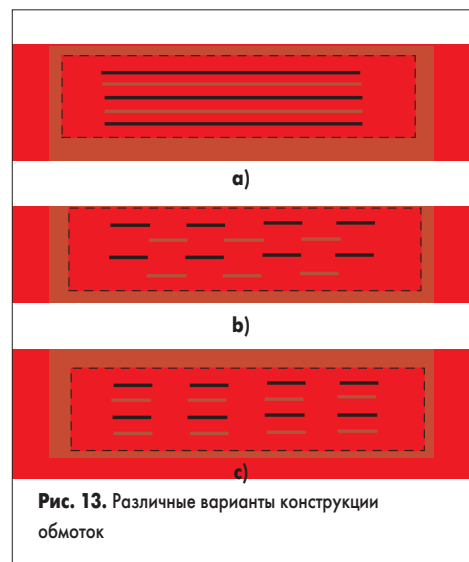 a)
b)
c)
Рис. 13. Различные варианты конструкции
обмоток